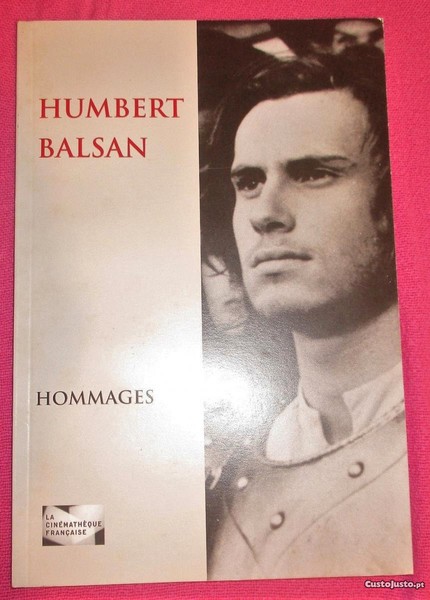 HUMBERT
BALSAN
HOMMAGES
LA
CINÉMATHÈQUE
FRANÇAISE
CustoJusto.pt